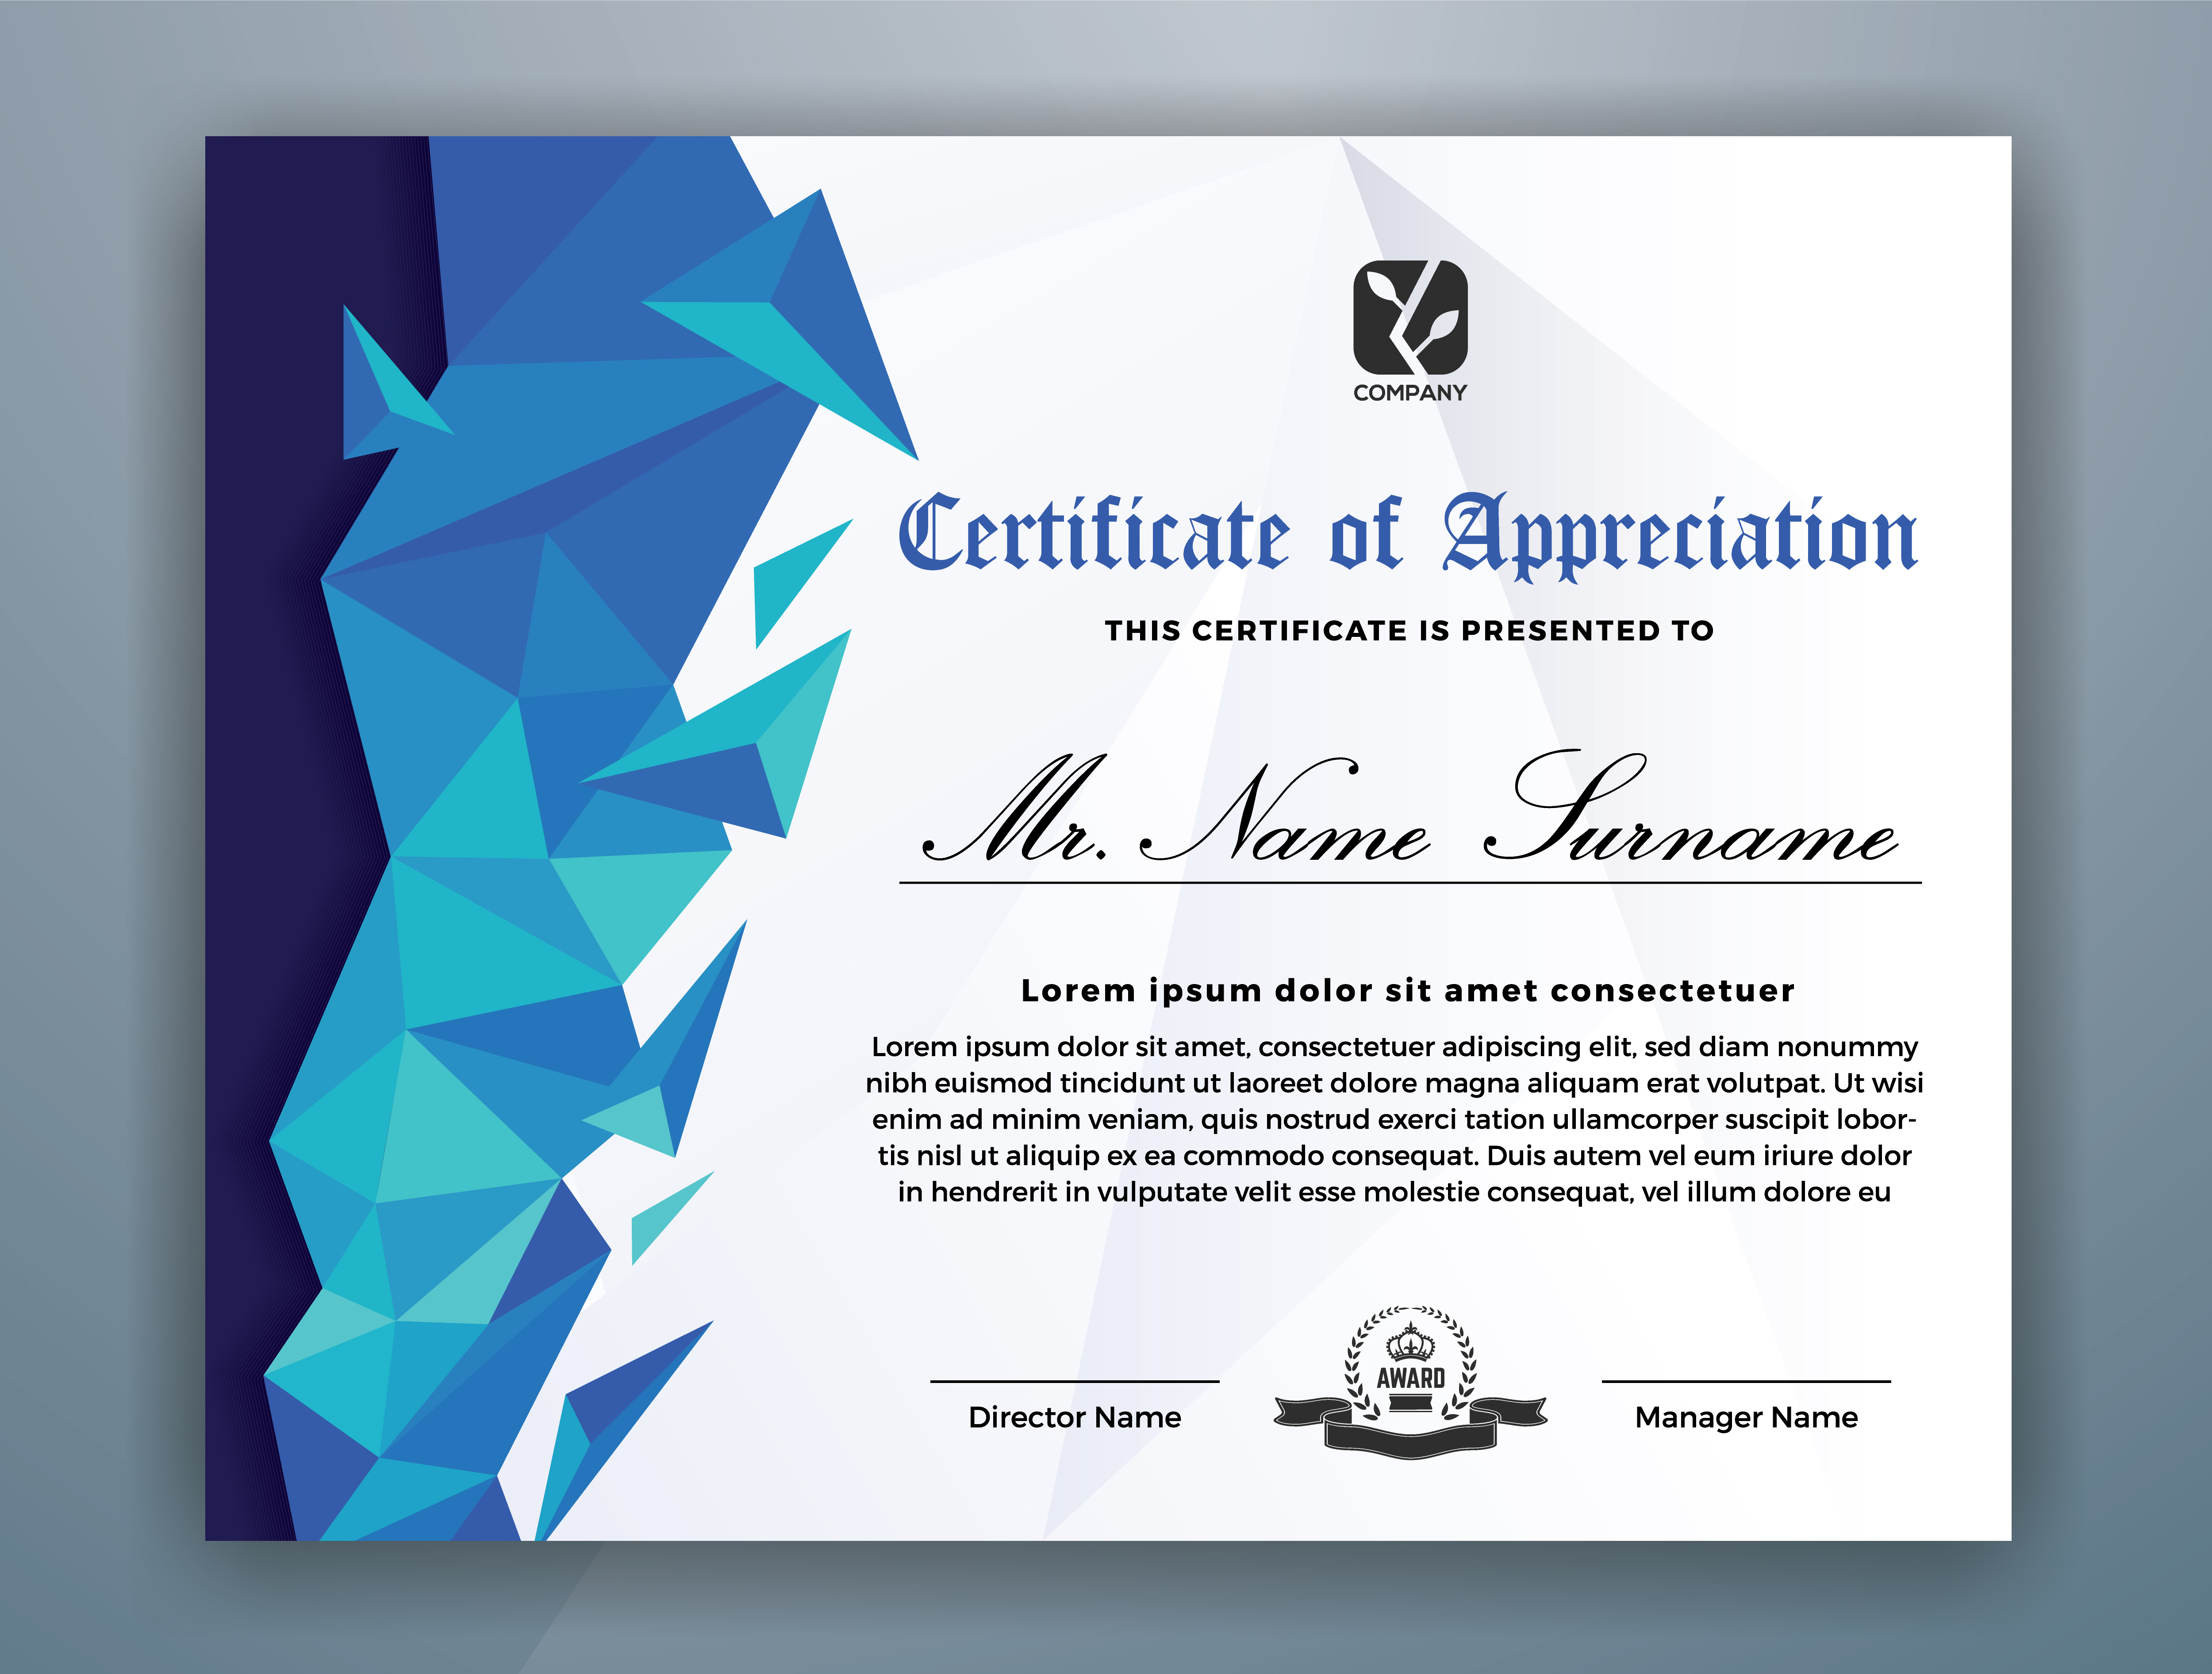 COMPANY
Certificate of Appreciation
THIS CERTIFICATE IS PRESENTED TO
Mr. Name Surname
Lorem ipsum dolor sit amet consectetuer
Lorem ipsum dolor sit amet, consectetuer adipiscing elit, sed diam nonummy
nibh euismod tincidunt ut laoreet dolore magna aliquam erat volutpat. Ut wisi
enim ad minim veniam, quis nostrud exerci tation ullamcorper suscipit lobor-
tis nisl ut aliquip ex ea commodo consequat. Duis autem vel eum iriure dolor
in hendrerit in vulputate velit esse molestie consequat, vel illum dolore eu
AWARD
Director Name
Manager Name